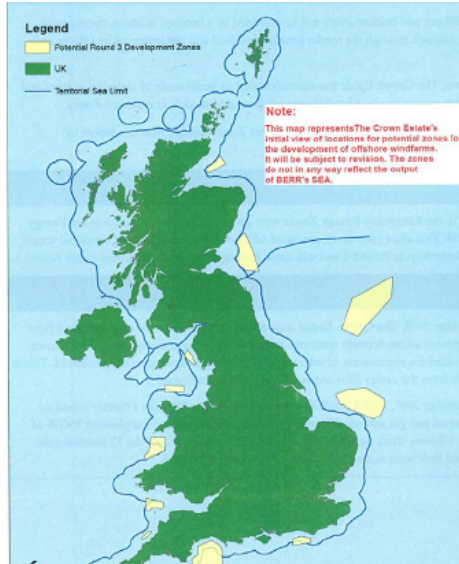 Legend
Potential Round 3 Development Zones
UK
Territorial Sea Limit
Note:
This map representsThe Crown Estate's
initial view of locations for potential zones fo
the development of offshore windfarms.
It will be subject to revision. The zones
do not in any way reflect the output
of BERR's SEA.